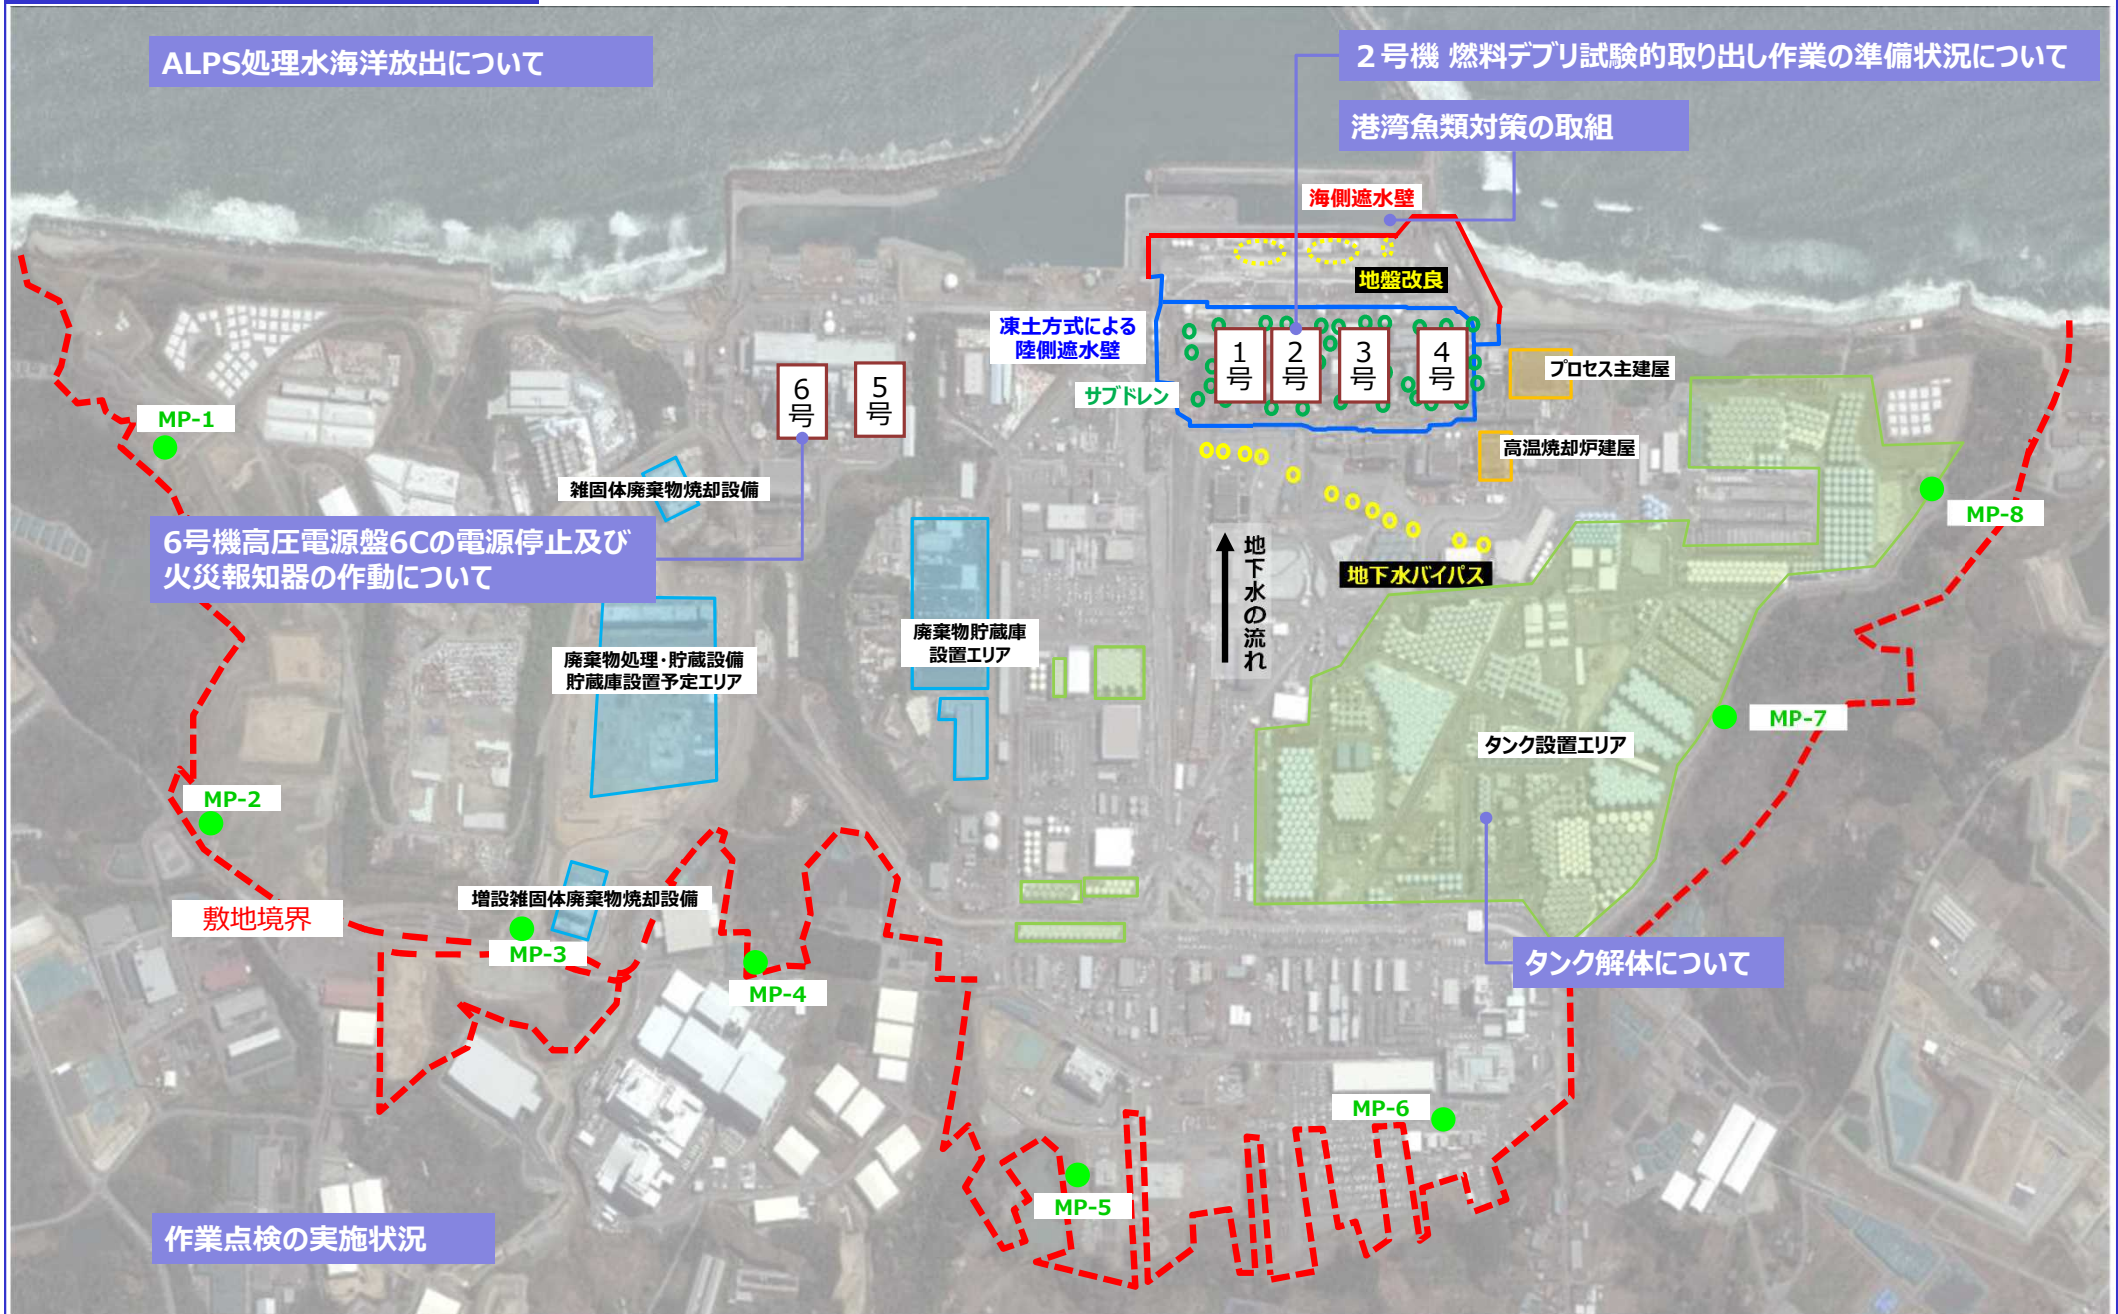 ALPS処理水海洋放出について
２号機 燃料デブリ試験的取り出し作業の準備状況について
港湾魚類対策の取組
海側遮水壁
地盤改良
凍土方式による
陸側遮水壁
サブドレン
1号
2号
3号
4号
6号
5号
プロセス主建屋
高温焼却炉建屋
MP-1
雑固体廃棄物焼却設備
MP-8
6号機高圧電源盤6Cの電源停止及び
火災報知器の作動について
地下水の流れ
地下水バイパス
廃棄物貯蔵庫
設置エリア
廃棄物処理・貯蔵設備
貯蔵庫設置予定エリア
MP-7
タンク設置エリア
MP-2
増設雑固体廃棄物焼却設備
敷地境界
MP-3
MP-4
タンク解体について
MP-6
MP-5
作業点検の実施状況